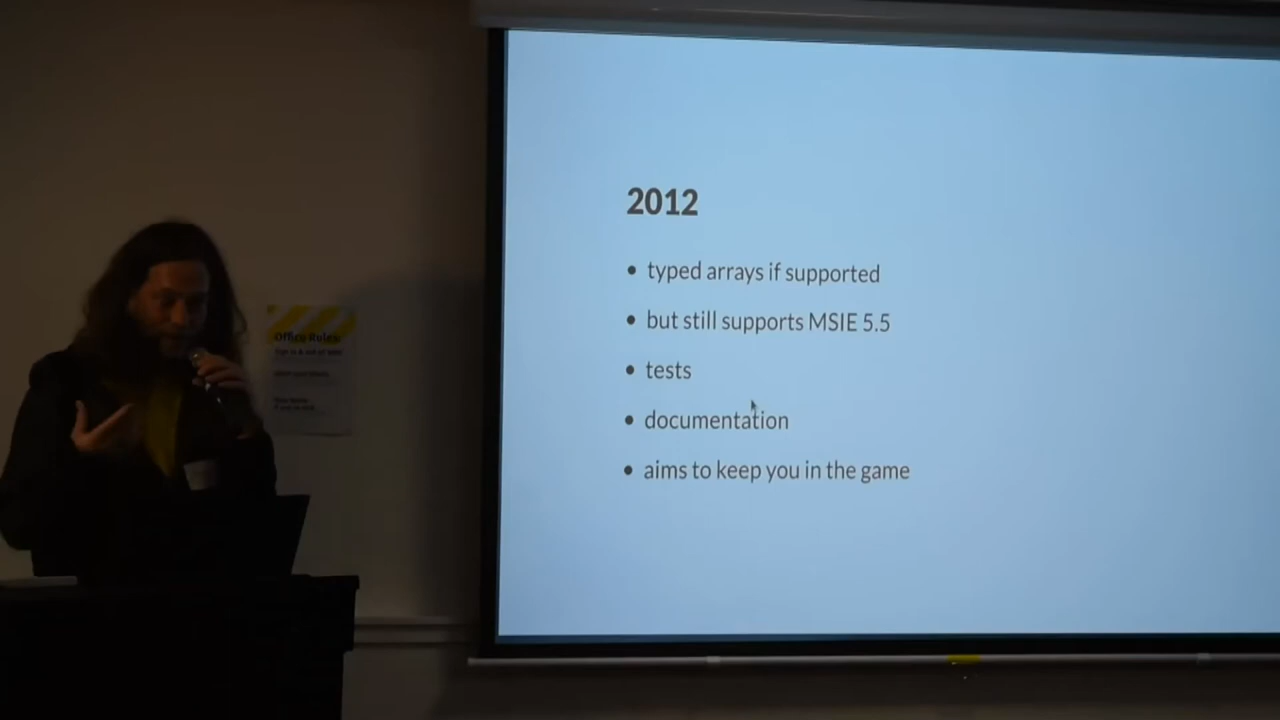 2012
• typed arrays if supported
• but still supports MSIE 5.5
• tests
• documentation
• aims to keep you in the game
Office Rules: